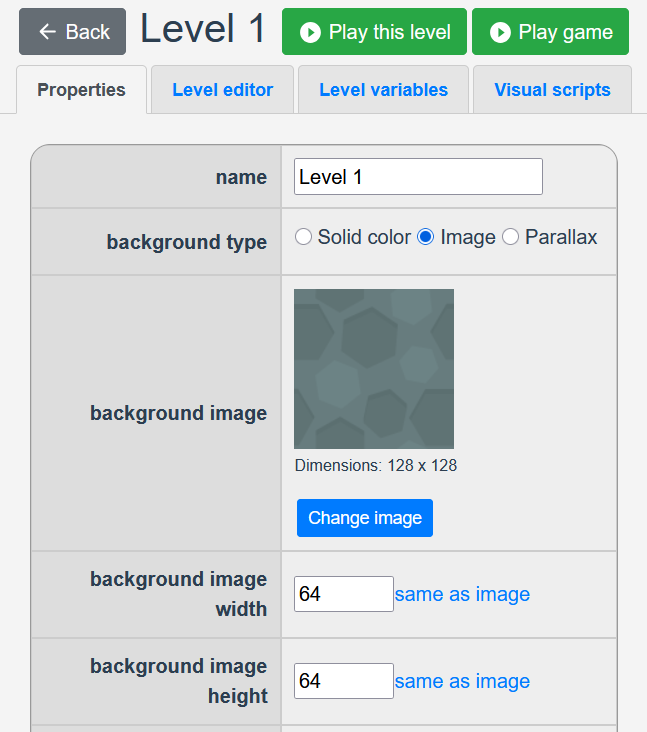 Back Level 1 Play this level Play game
Properties Level editor Level variables Visual scripts
name Level 1
background type Solid color Image Parallax
background image
Dimensions: 128 x 128
Change image
background image
width
64 same as image
background image
height
64 same as image